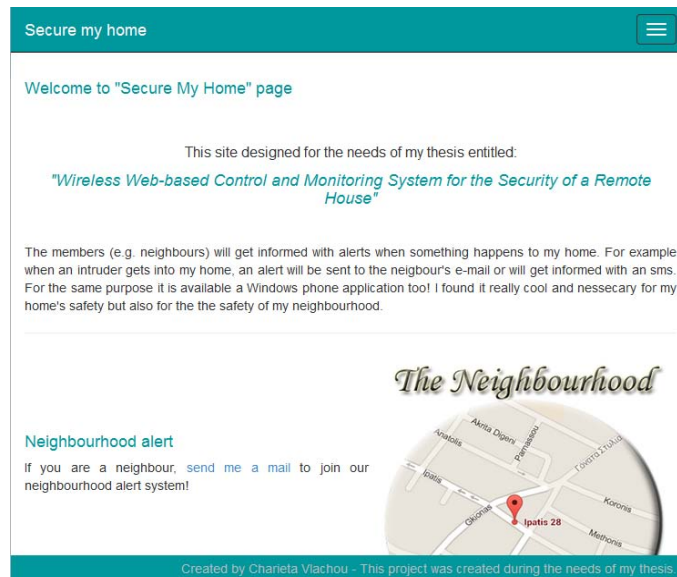 Secure my home
Welcome to "Secure My Home" page
This site designed for the needs of my thesis entitled:
"Wireless Web-based Control and Monitoring System for the Security of a Remote
House"
The members (e.g. neighbours) will get informed with alerts when something happens to my home. For example
when an intruder gets into my home, an alert will be sent to the neigbour's e-mail or will get informed with an sms.
For the same purpose it is available a Windows phone application too! I found it really cool and nessecary for my
home's safety but also for the the safety of my neighbourhood.
The Neighbourhood
Neighbourhood alert
If you are a neighbour, send me a mail to join our
neighbourhood alert system!
Akrita Digeni
Anatolis
Parnassou
Γονατά Στυλια
Ipatis
Koronis
Gkionas
Ipatis 28
Methonis
Created by Charieta Vlachou - This project was created during the needs of my thesis.